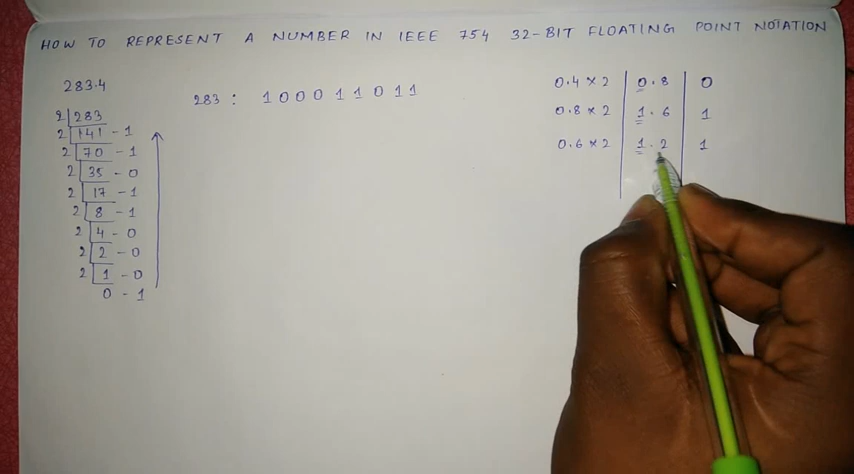 HOW TO REPRESENT A NUMBER IN IEEE 754 32-BIT FLOATING POINT NOTATION
283.4
2 283
2 141 - 1
2 70 - 1
2 35 - 0
2 17 - 1
2 8 - 1
2 4 - 0
2 2 - 0
2 1 - 0
0 - 1
283 : 1 0 0 0 1 1 0 1 1
0.4 × 2 | 0.8 | 0
0.8 × 2 | 1.6 | 1
0.6 × 2 | 1.2 | 1